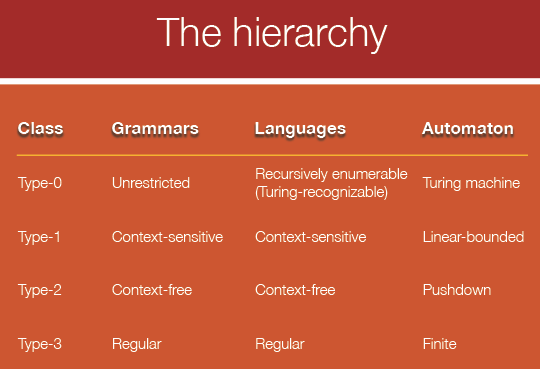 The hierarchy
Class Grammars Languages Automaton
Type-0 Unrestricted Recursively enumerable (Turing-recognizable) Turing machine
Type-1 Context-sensitive Context-sensitive Linear-bounded
Type-2 Context-free Context-free Pushdown
Type-3 Regular Regular Finite